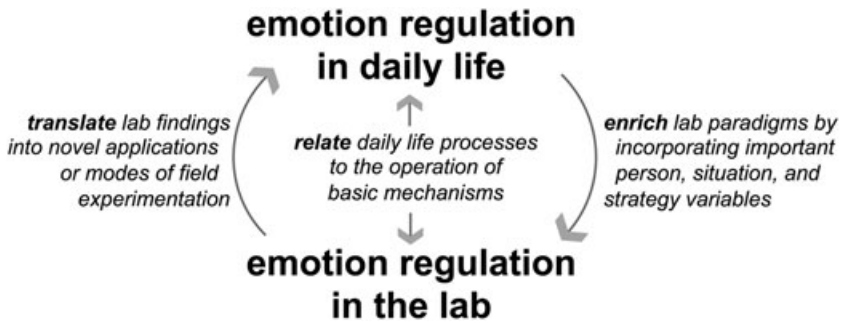 emotion regulation
in daily life
translate lab findings
into novel applications
or modes of field
experimentation
relate daily life processes
to the operation of
basic mechanisms
enrich lab paradigms by
incorporating important
person, situation, and
strategy variables
emotion regulation
in the lab